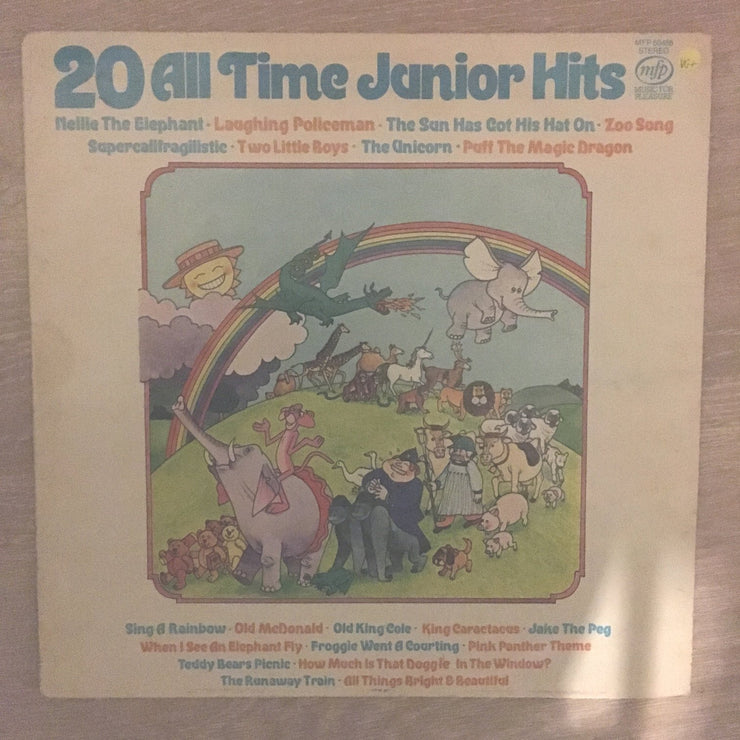 20 All Time Junior Hits
MFP 50488
STEREO
mfp
MUSIC FOR
PLEASURE
VG+
Nellie The Elephant · Laughing Policeman · The Sun Has Got His Hat On · Zoo Song
Supercalifragilistic · Two Little Boys · The Unicorn · Puff The Magic Dragon
Sing A Rainbow · Old McDonald · Old King Cole · King Caractacus · Jake The Peg
When I See An Elephant Fly · Froggie Went A Courting · Pink Panther Theme
Teddy Bears Picnic · How Much Is That Doggie In The Window?
The Runaway Train · All Things Bright & Beautiful